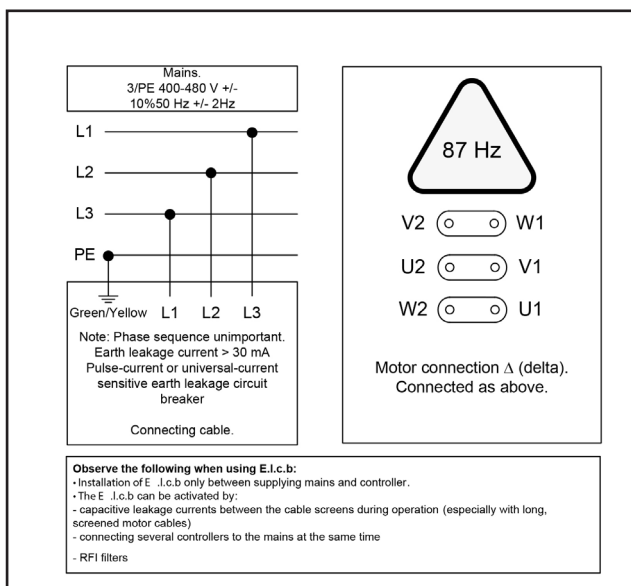 Mains.
3/PE 400-480 V +/-
10%50 Hz +/- 2Hz
L1
L2
L3
PE
Green/Yellow L1 L2 L3
Note: Phase sequence unimportant.
Earth leakage current > 30 mA
Pulse-current or universal-current
sensitive earth leakage circuit
breaker
Connecting cable.
87 Hz
V2 W1
U2 V1
W2 U1
Motor connection Δ (delta).
Connected as above.
Observe the following when using E.l.c.b:
• Installation of E .l.c.b only between supplying mains and controller.
• The E .l.c.b can be activated by:
- capacitive leakage currents between the cable screens during operation (especially with long,
screened motor cables)
- connecting several controllers to the mains at the same time
- RFI filters